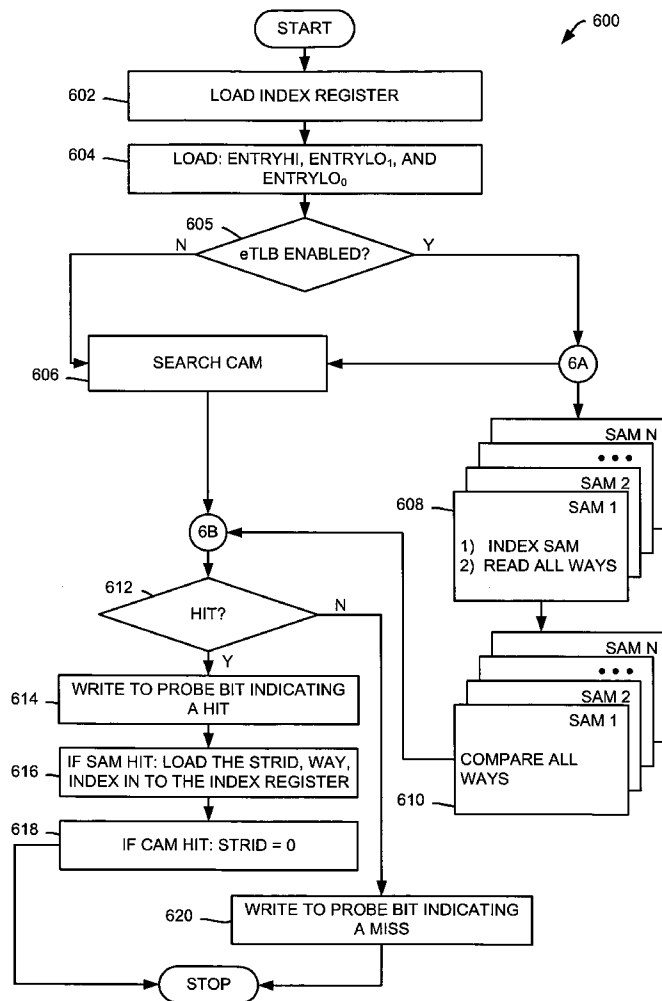 START
600
602
LOAD INDEX REGISTER
604
LOAD: ENTRYHI, ENTRYLO₁, AND
ENTRYLO₀
605
N
eTLB ENABLED?
Y
606
SEARCH CAM
6A
SAM N
• • •
SAM 2
SAM 1
608
1) INDEX SAM
2) READ ALL WAYS
6B
612
HIT?
N
Y
SAM N
• • •
SAM 2
SAM 1
COMPARE ALL
WAYS
610
614
WRITE TO PROBE BIT INDICATING
A HIT
616
IF SAM HIT: LOAD THE STRID, WAY,
INDEX IN TO THE INDEX REGISTER
618
IF CAM HIT: STRID = 0
620
WRITE TO PROBE BIT INDICATING
A MISS
STOP